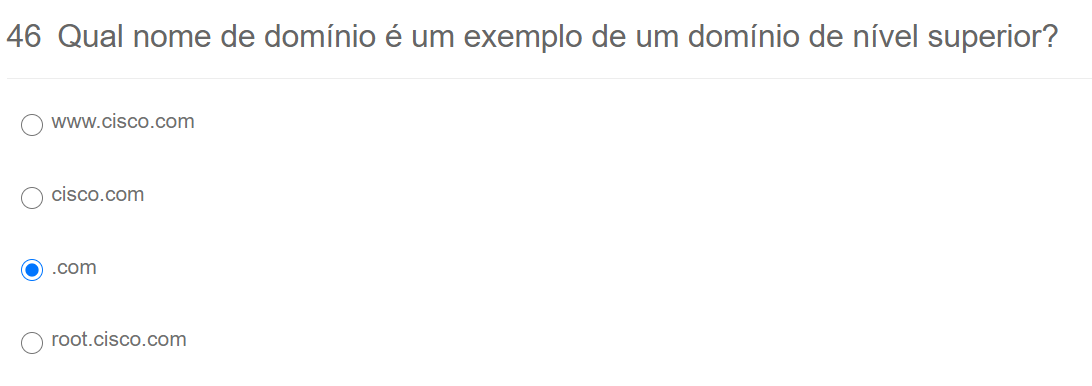 46 Qual nome de domínio é um exemplo de um domínio de nível superior?
www.cisco.com
cisco.com
.com
root.cisco.com